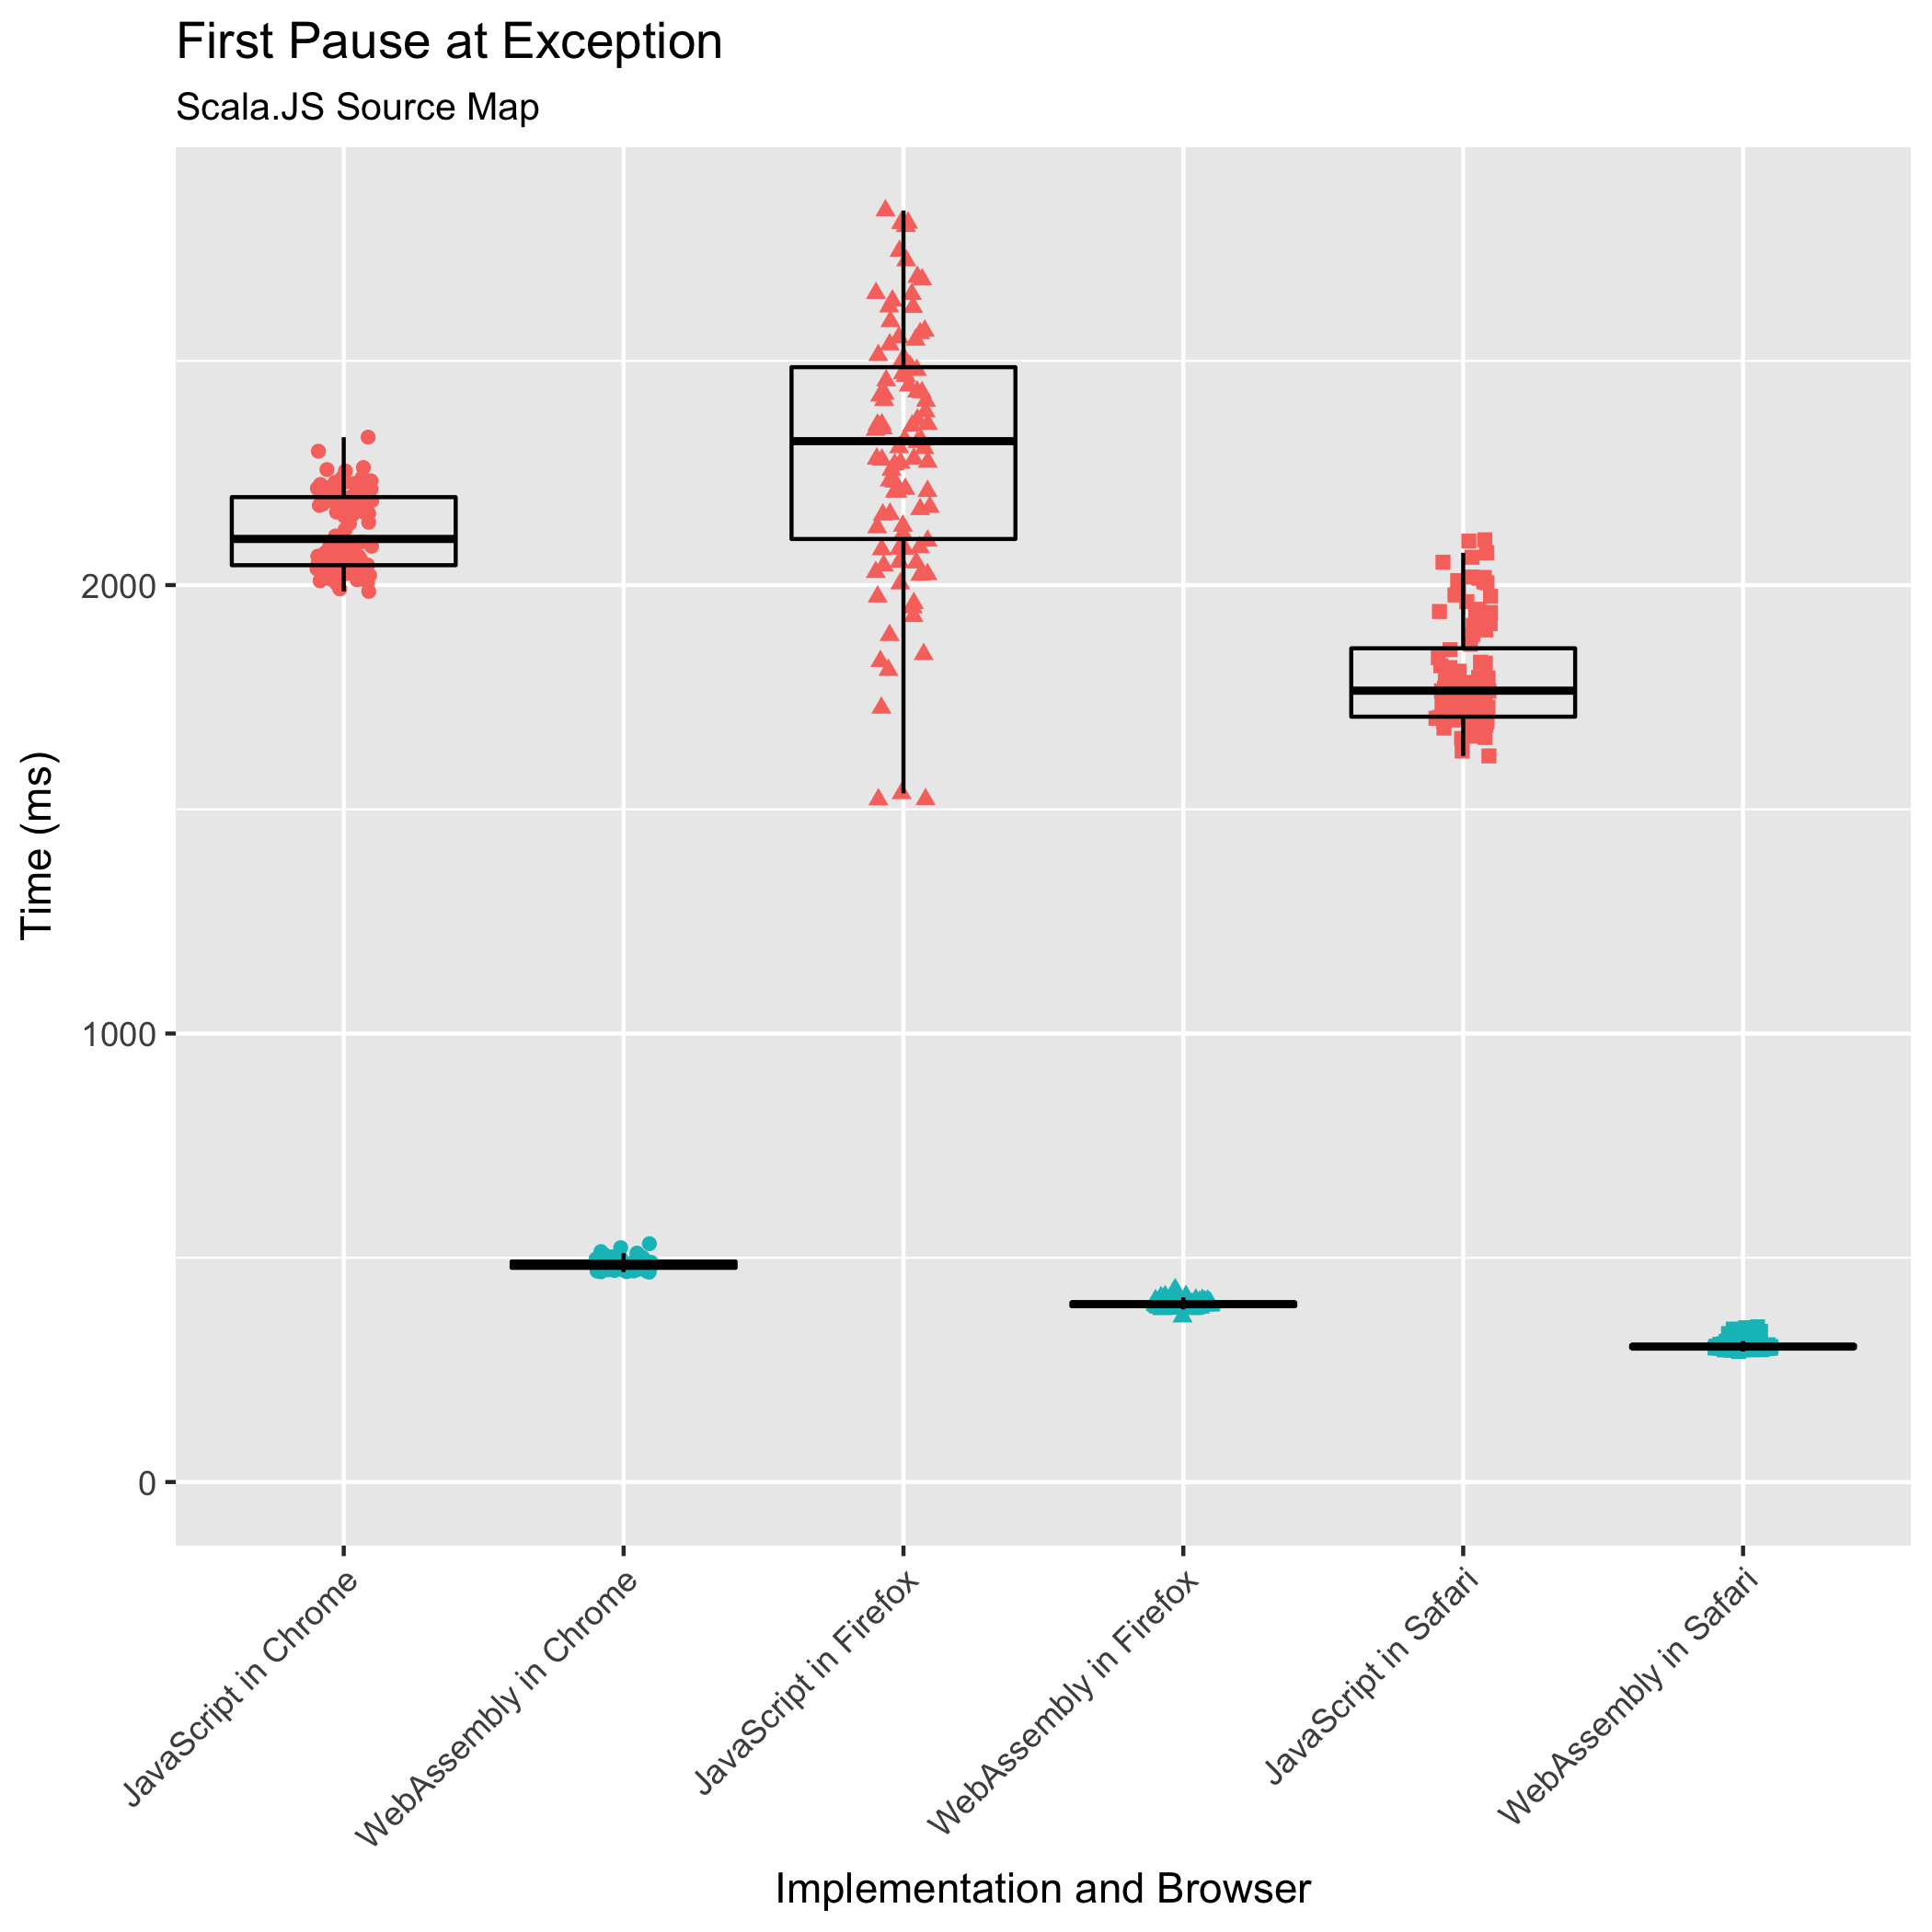 First Pause at Exception
Scala.JS Source Map
Time (ms)
2000
1000
0
JavaScript in Chrome
WebAssembly in Chrome
JavaScript in Firefox
WebAssembly in Firefox
JavaScript in Safari
WebAssembly in Safari
Implementation and Browser